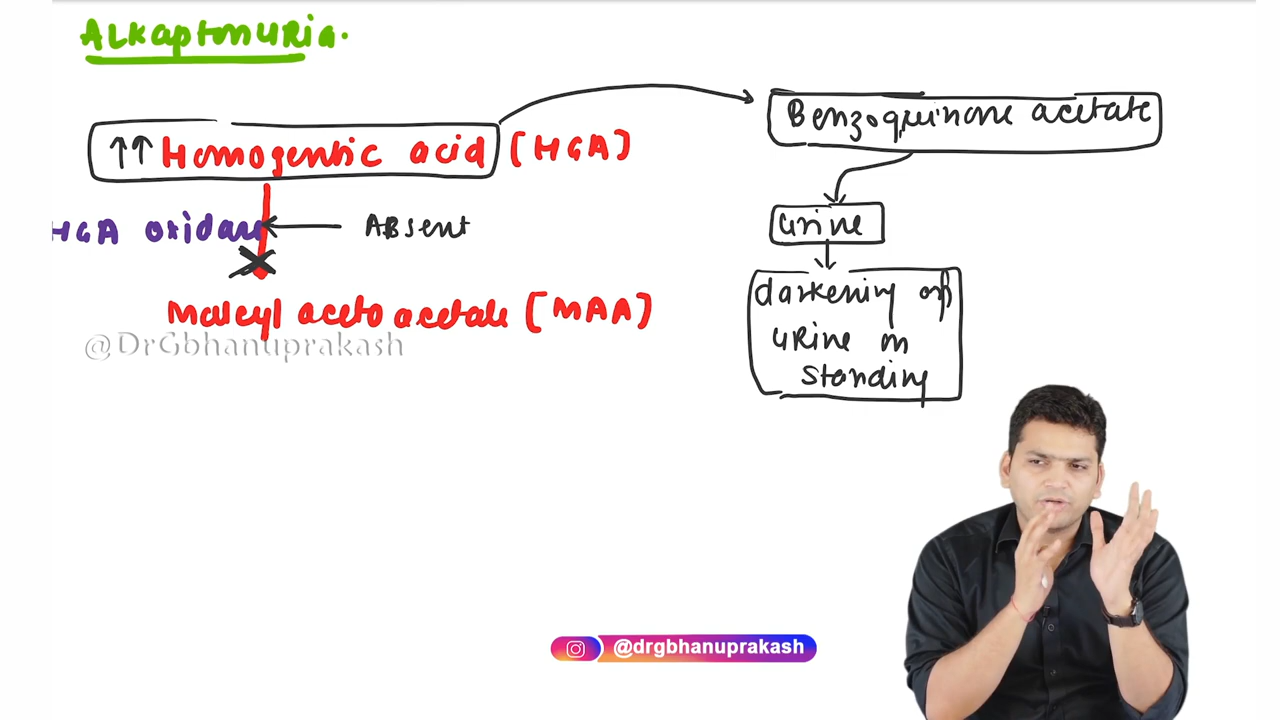 ALKaptonuRia.
↑↑ Homogentic acid [HGA]
HGA oxidase
ABsent
Maleyl aceto acetate [MAA]
@DrGbhanuprakash
Benzoquinone acetate
urine
darkening of
uRine on
standing
@drgbhanuprakash